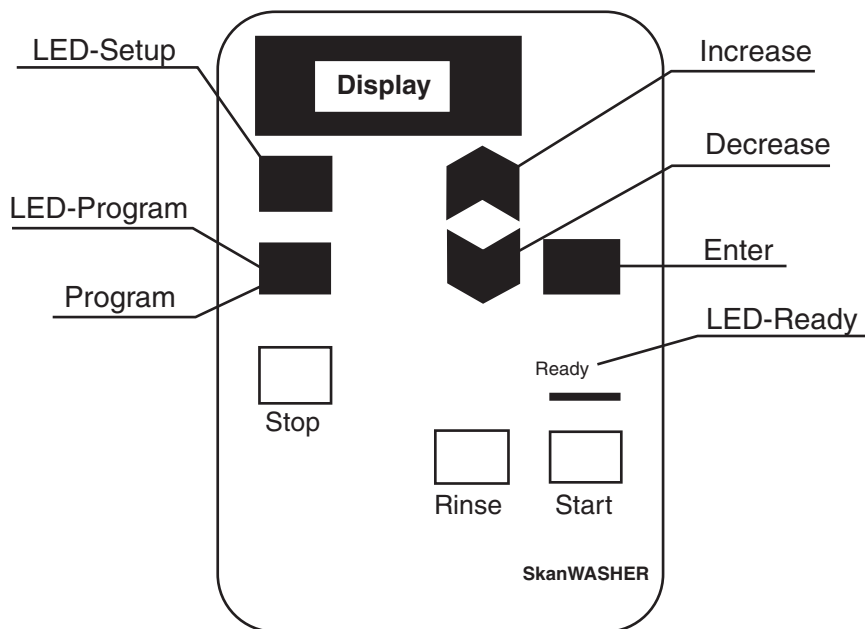 LED-Setup
Display
Increase
Decrease
LED-Program
Enter
Program
LED-Ready
Ready
Stop
Rinse
Start
SkanWASHER